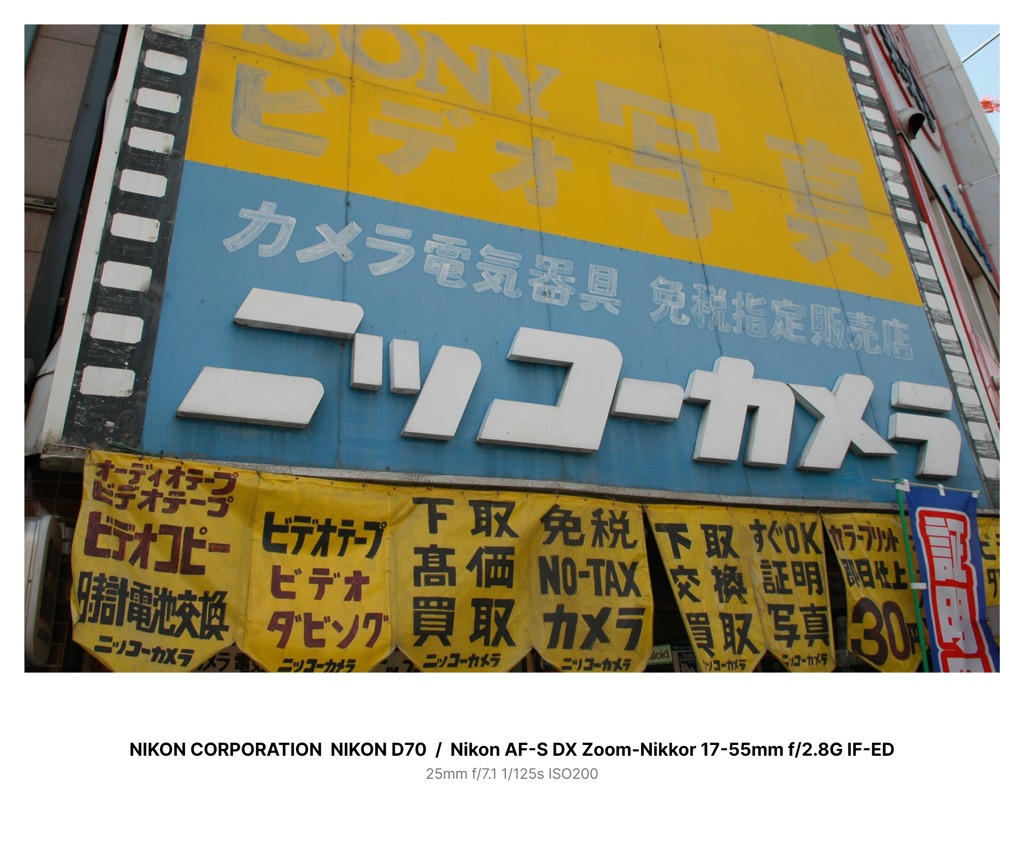 SONY
ビデオ 写真
カメラ電気器具 免税指定販売店
ニッコーカメラ
オーディオテープ
ビデオテープ
ビデオコピー
時計電池交換
ニッコーカメラ
ビデオテープ
ビデオ
ダビング
ニッコーカメラ
下取
高価
買取
ニッコーカメラ
免税
NO-TAX
カメラ
ニッコーカメラ
下取
交換
買取
ニッコーカメラ
すぐOK
証明
写真
ニッコーカメラ
カラープリント
即日仕上
30円
証明
NIKON CORPORATION NIKON D70 / Nikon AF-S DX Zoom-Nikkor 17-55mm f/2.8G IF-ED
25mm f/7.1 1/125s ISO200